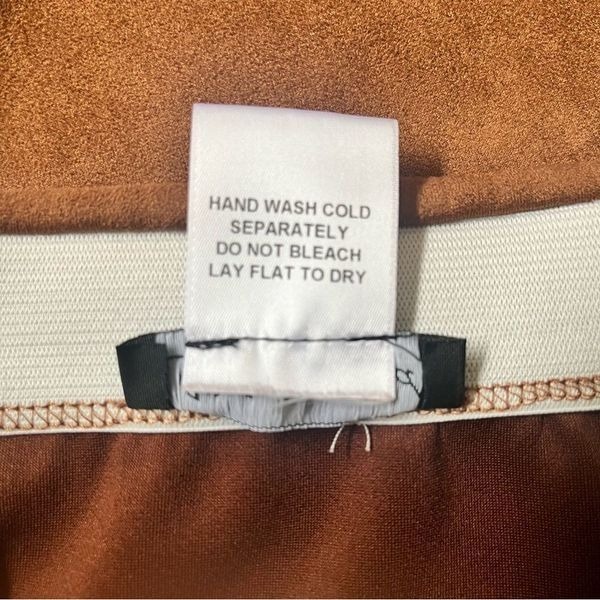 HAND WASH COLD
SEPARATELY
DO NOT BLEACH
LAY FLAT TO DRY